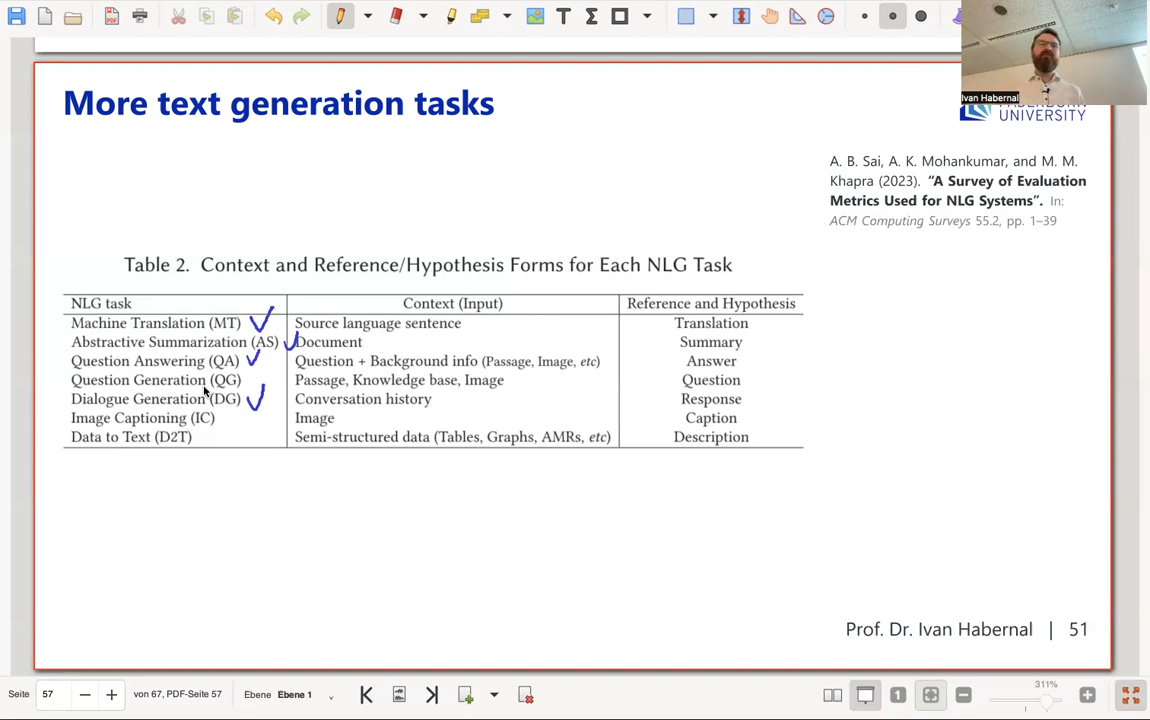 Ivan Habernal
More text generation tasks
UNIVERSITY
A. B. Sai, A. K. Mohankumar, and M. M.
Khapra (2023). “A Survey of Evaluation
Metrics Used for NLG Systems”. In:
ACM Computing Surveys 55.2, pp. 1–39
Table 2. Context and Reference/Hypothesis Forms for Each NLG Task
NLG task Context (Input) Reference and Hypothesis
Machine Translation (MT) Source language sentence Translation
Abstractive Summarization (AS) Document Summary
Question Answering (QA) Question + Background info (Passage, Image, etc) Answer
Question Generation (QG) Passage, Knowledge base, Image Question
Dialogue Generation (DG) Conversation history Response
Image Captioning (IC) Image Caption
Data to Text (D2T) Semi-structured data (Tables, Graphs, AMRs, etc) Description
Prof. Dr. Ivan Habernal | 51
Seite 57 von 67, PDF-Seite 57 Ebene Ebene 1 311%